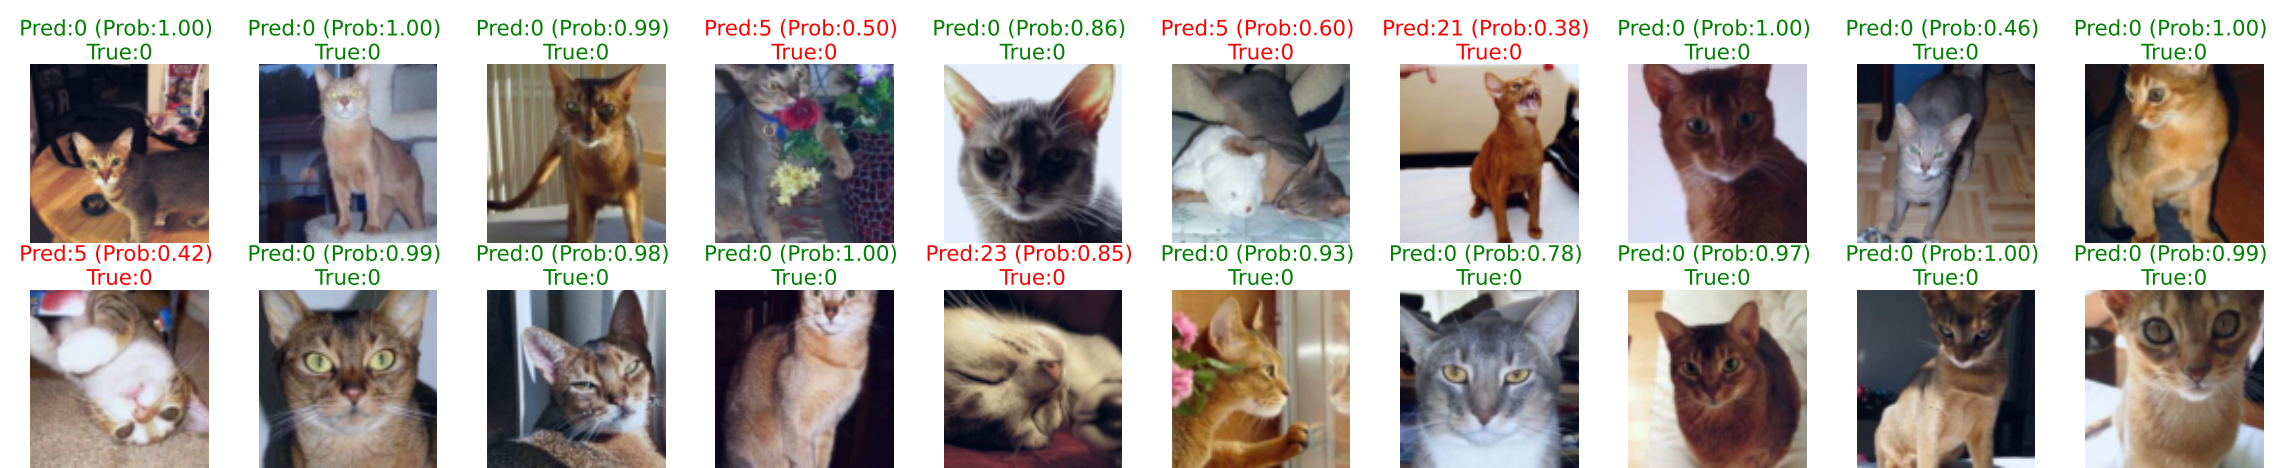 Pred:0 (Prob:1.00)
True:0
Pred:0 (Prob:1.00)
True:0
Pred:0 (Prob:0.99)
True:0
Pred:5 (Prob:0.50)
True:0
Pred:0 (Prob:0.86)
True:0
Pred:5 (Prob:0.60)
True:0
Pred:21 (Prob:0.38)
True:0
Pred:0 (Prob:1.00)
True:0
Pred:0 (Prob:0.46)
True:0
Pred:0 (Prob:1.00)
True:0
Pred:5 (Prob:0.42)
True:0
Pred:0 (Prob:0.99)
True:0
Pred:0 (Prob:0.98)
True:0
Pred:0 (Prob:1.00)
True:0
Pred:23 (Prob:0.85)
True:0
Pred:0 (Prob:0.93)
True:0
Pred:0 (Prob:0.78)
True:0
Pred:0 (Prob:0.97)
True:0
Pred:0 (Prob:1.00)
True:0
Pred:0 (Prob:0.99)
True:0